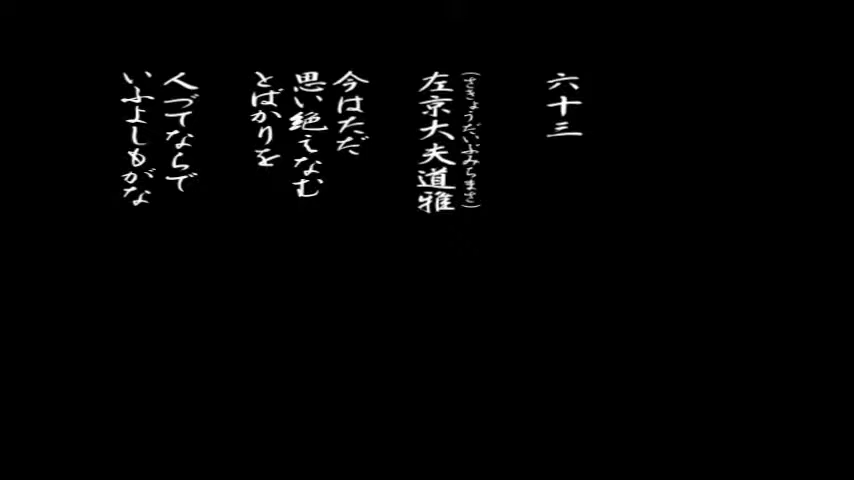 六十三
(さきょうだいぶみちまさ)
左京大夫道雅
今はただ
思い絶えなむ
とばかりを
人づてならで
いふよしもがな